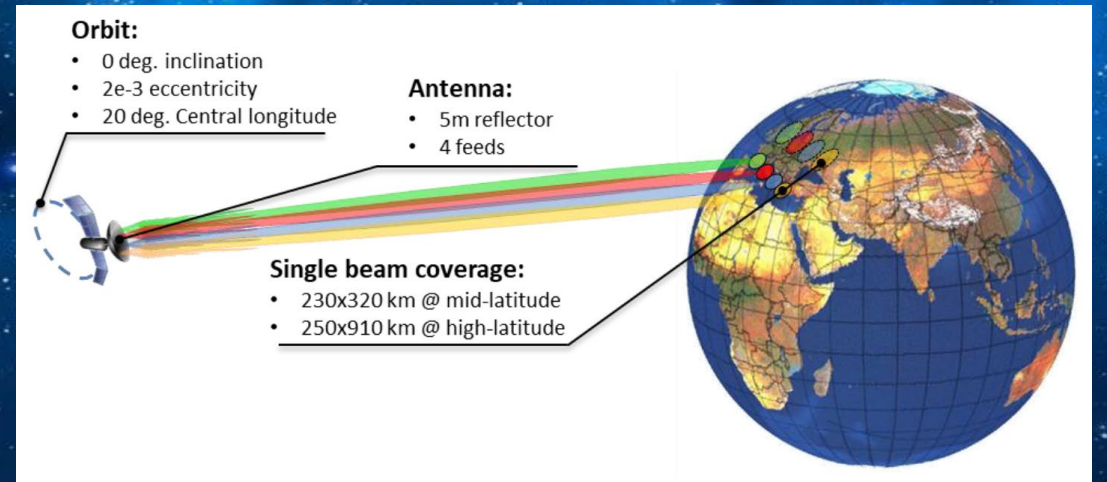 Orbit:
• 0 deg. inclination
• 2e-3 eccentricity
• 20 deg. Central longitude
Antenna:
• 5m reflector
• 4 feeds
Single beam coverage:
• 230x320 km @ mid-latitude
• 250x910 km @ high-latitude